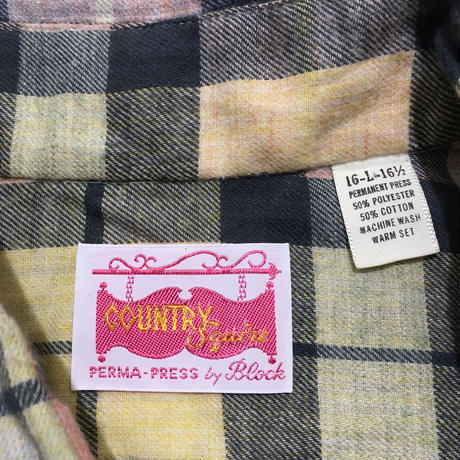 16-L-16½
PERMANENT PRESS
50% POLYESTER
50% COTTON
MACHINE WASH
WARM SET
COUNTRY
Squire
PERMA-PRESS by Block